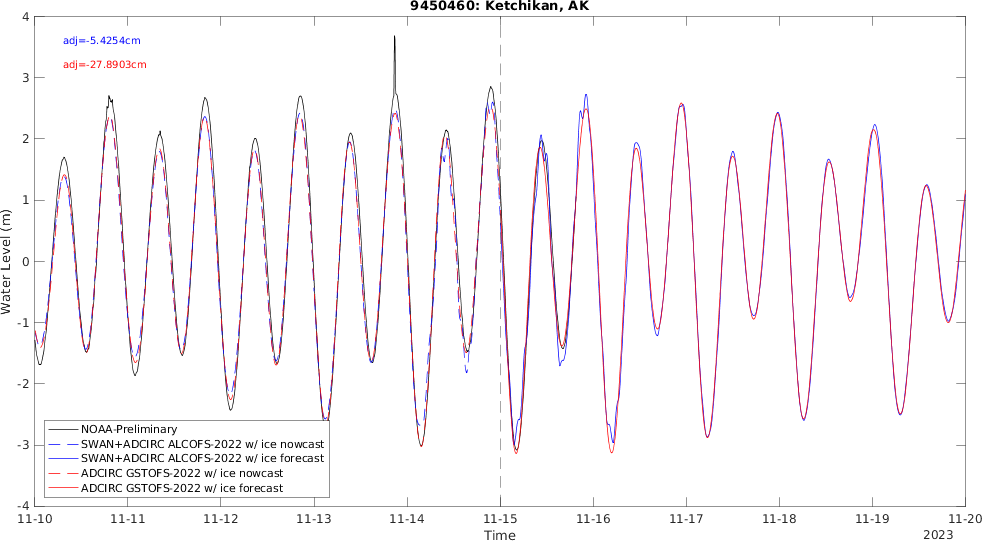 9450460: Ketchikan, AK
adj=-5.4254cm
adj=-27.8903cm
4
3
2
1
0
-1
-2
-3
-4
Water Level (m)
NOAA-Preliminary
SWAN+ADCIRC ALCOFS-2022 w/ ice nowcast
SWAN+ADCIRC ALCOFS-2022 w/ ice forecast
ADCIRC GSTOFS-2022 w/ ice nowcast
ADCIRC GSTOFS-2022 w/ ice forecast
11-10 11-11 11-12 11-13 11-14 11-15 11-16 11-17 11-18 11-19 11-20
Time
2023